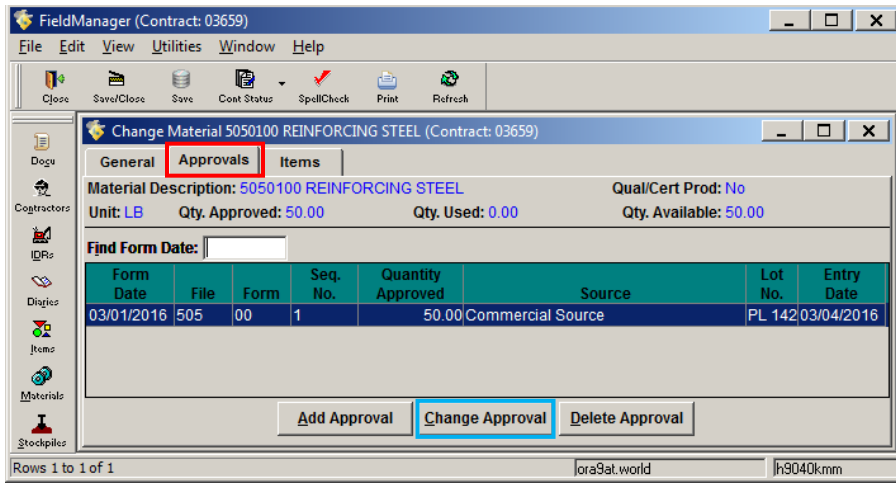 FieldManager (Contract: 03659)
File Edit View Utilities Window Help
Close Save/Close Save Cont Status SpellCheck Print Refresh
Docu
Contractors
IDRs
Diaries
Items
Materials
Stockpiles
Change Material 5050100 REINFORCING STEEL (Contract: 03659)
General Approvals Items
Material Description: 5050100 REINFORCING STEEL Qual/Cert Prod: No
Unit: LB Qty. Approved: 50.00 Qty. Used: 0.00 Qty. Available: 50.00
Find Form Date:
Form Date File Form Seq. No. Quantity Approved Source Lot No. Entry Date
03/01/2016 505 00 1 50.00 Commercial Source PL 142 03/04/2016
Add Approval Change Approval Delete Approval
Rows 1 to 1 of 1 ora9at.world h9040kmm